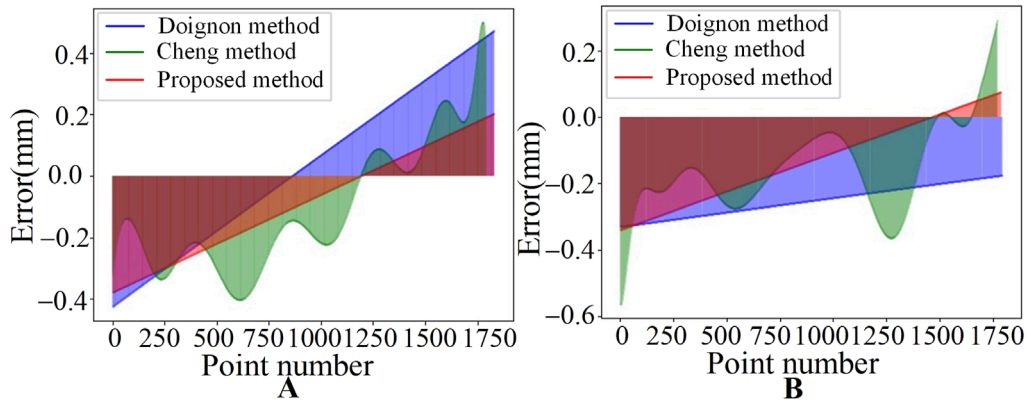 Doignon method
Cheng method
Proposed method
0.4
0.2
0.0
−0.2
−0.4
Error(mm)
0 250 500 750 1000 1250 1500 1750
Point number
A
Doignon method
Cheng method
Proposed method
0.2
0.0
−0.2
−0.4
−0.6
Error(mm)
0 250 500 750 1000 1250 1500 1750
Point number
B